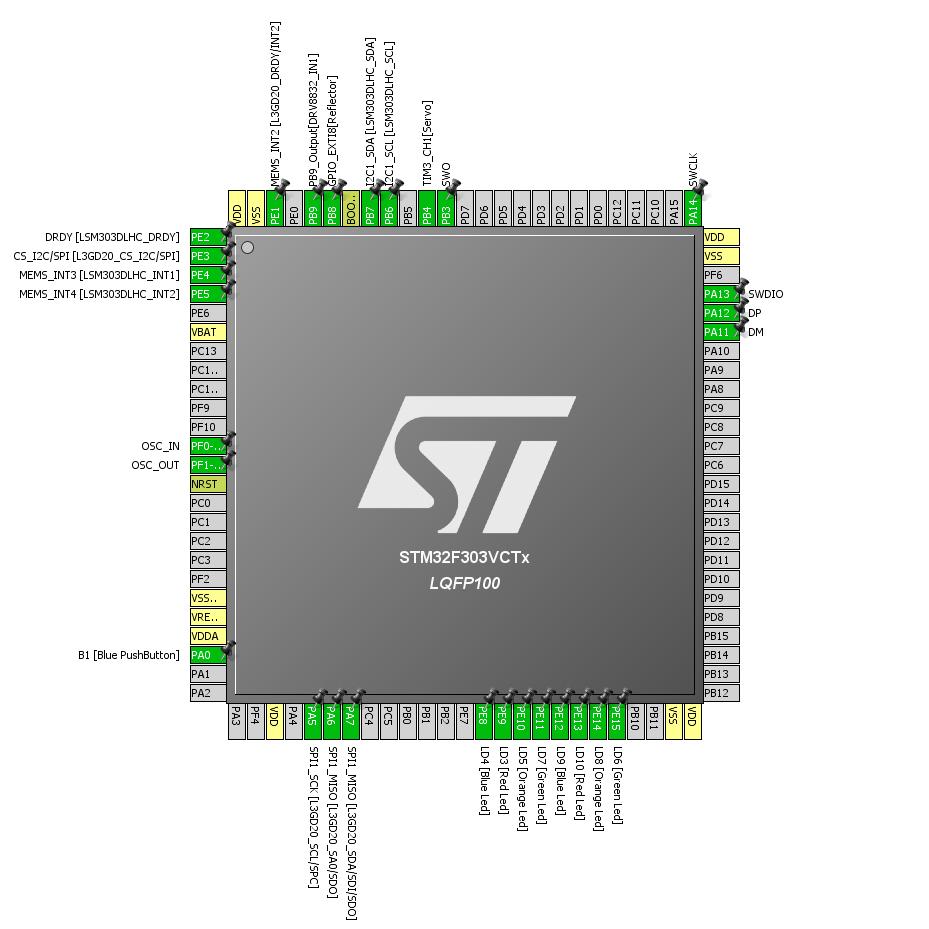 MEMS_INT2 [L3GD20_DRDY/INT2]
PB9_Output[DRV8832_IN1]
GPIO_EXTI8[Reflector]
I2C1_SDA [LSM303DLHC_SDA]
I2C1_SCL [LSM303DLHC_SCL]
TIM3_CH1[Servo]
SWO
SWCLK
VDD
VSS
PE1
PE0
PB9
PB8
BOO..
PB7
PB6
PB5
PB4
PB3
PD7
PD6
PD5
PD4
PD3
PD2
PD1
PD0
PC12
PC11
PC10
PA15
PA14
DRDY [LSM303DLHC_DRDY] PE2
CS_I2C/SPI [L3GD20_CS_I2C/SPI] PE3
MEMS_INT3 [LSM303DLHC_INT1] PE4
MEMS_INT4 [LSM303DLHC_INT2] PE5
PE6
VBAT
PC13
PC1..
PC1..
PF9
PF10
OSC_IN PF0-..
OSC_OUT PF1-..
NRST
PC0
PC1
PC2
PC3
PF2
VSS..
VRE..
VDDA
B1 [Blue PushButton] PA0
PA1
PA2
ST
STM32F303VCTx
LQFP100
VDD
VSS
PF6
PA13 SWDIO
PA12 DP
PA11 DM
PA10
PA9
PA8
PC9
PC8
PC7
PC6
PD15
PD14
PD13
PD12
PD11
PD10
PD9
PD8
PB15
PB14
PB13
PB12
PA3
PF4
VDD
PA4
PA5
PA6
PA7
PC4
PC5
PB0
PB1
PB2
PE7
PE8
PE9
PE10
PE11
PE12
PE13
PE14
PE15
PB10
PB11
VSS
VDD
SPI1_SCK [L3GD20_SCL/SPC]
SPI1_MISO [L3GD20_SA0/SDO]
SPI1_MISO [L3GD20_SDA/SDI/SDO]
LD4 [Blue Led]
LD3 [Red Led]
LD5 [Orange Led]
LD7 [Green Led]
LD9 [Blue Led]
LD10 [Red Led]
LD8 [Orange Led]
LD6 [Green Led]